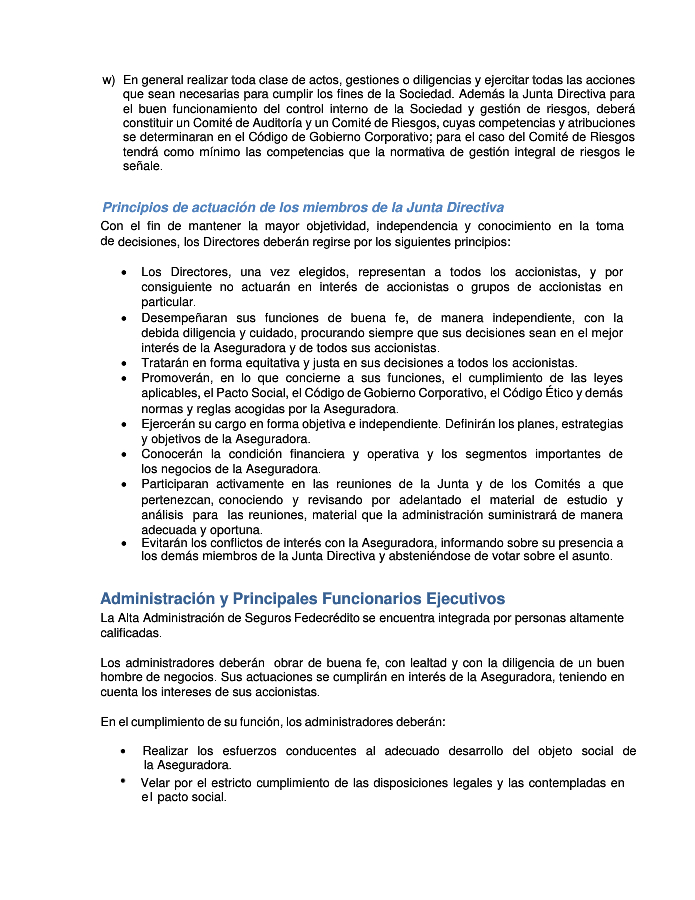 w) En general realizar toda clase de actos, gestiones o diligencias y ejercitar todas las acciones
que sean necesarias para cumplir los fines de la Sociedad. Además la Junta Directiva para
el buen funcionamiento del control interno de la Sociedad y gestión de riesgos, deberá
constituir un Comité de Auditoría y un Comité de Riesgos, cuyas competencias y atribuciones
se determinaran en el Código de Gobierno Corporativo; para el caso del Comité de Riesgos
tendrá como mínimo las competencias que la normativa de gestión integral de riesgos le
señale.
Principios de actuación de los miembros de la Junta Directiva
Con el fin de mantener la mayor objetividad, independencia y conocimiento en la toma
de decisiones, los Directores deberán regirse por los siguientes principios:
• Los Directores, una vez elegidos, representan a todos los accionistas, y por
consiguiente no actuarán en interés de accionistas o grupos de accionistas en
particular.
• Desempeñaran sus funciones de buena fe, de manera independiente, con la
debida diligencia y cuidado, procurando siempre que sus decisiones sean en el mejor
interés de la Aseguradora y de todos sus accionistas.
• Tratarán en forma equitativa y justa en sus decisiones a todos los accionistas.
• Promoverán, en lo que concierne a sus funciones, el cumplimiento de las leyes
aplicables, el Pacto Social, el Código de Gobierno Corporativo, el Código Ético y demás
normas y reglas acogidas por la Aseguradora.
• Ejercerán su cargo en forma objetiva e independiente. Definirán los planes, estrategias
y objetivos de la Aseguradora.
• Conocerán la condición financiera y operativa y los segmentos importantes de
los negocios de la Aseguradora.
• Participaran activamente en las reuniones de la Junta y de los Comités a que
pertenezcan, conociendo y revisando por adelantado el material de estudio y
análisis para las reuniones, material que la administración suministrará de manera
adecuada y oportuna.
• Evitarán los conflictos de interés con la Aseguradora, informando sobre su presencia a
los demás miembros de la Junta Directiva y absteniéndose de votar sobre el asunto.
Administración y Principales Funcionarios Ejecutivos
La Alta Administración de Seguros Fedecrédito se encuentra integrada por personas altamente
calificadas.
Los administradores deberán obrar de buena fe, con lealtad y con la diligencia de un buen
hombre de negocios. Sus actuaciones se cumplirán en interés de la Aseguradora, teniendo en
cuenta los intereses de sus accionistas.
En el cumplimiento de su función, los administradores deberán:
• Realizar los esfuerzos conducentes al adecuado desarrollo del objeto social de
la Aseguradora.
• Velar por el estricto cumplimiento de las disposiciones legales y las contempladas en
el pacto social.